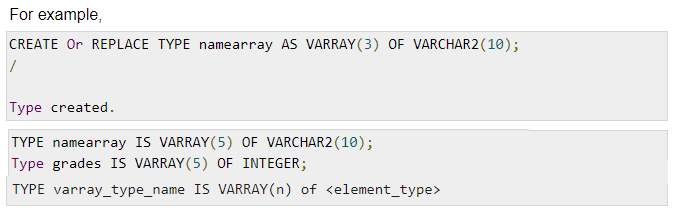 For example,
CREATE Or REPLACE TYPE namearray AS VARRAY(3) OF VARCHAR2(10);
/
Type created.
TYPE namearray IS VARRAY(5) OF VARCHAR2(10);
Type grades IS VARRAY(5) OF INTEGER;
TYPE varray_type_name IS VARRAY(n) of <element_type>